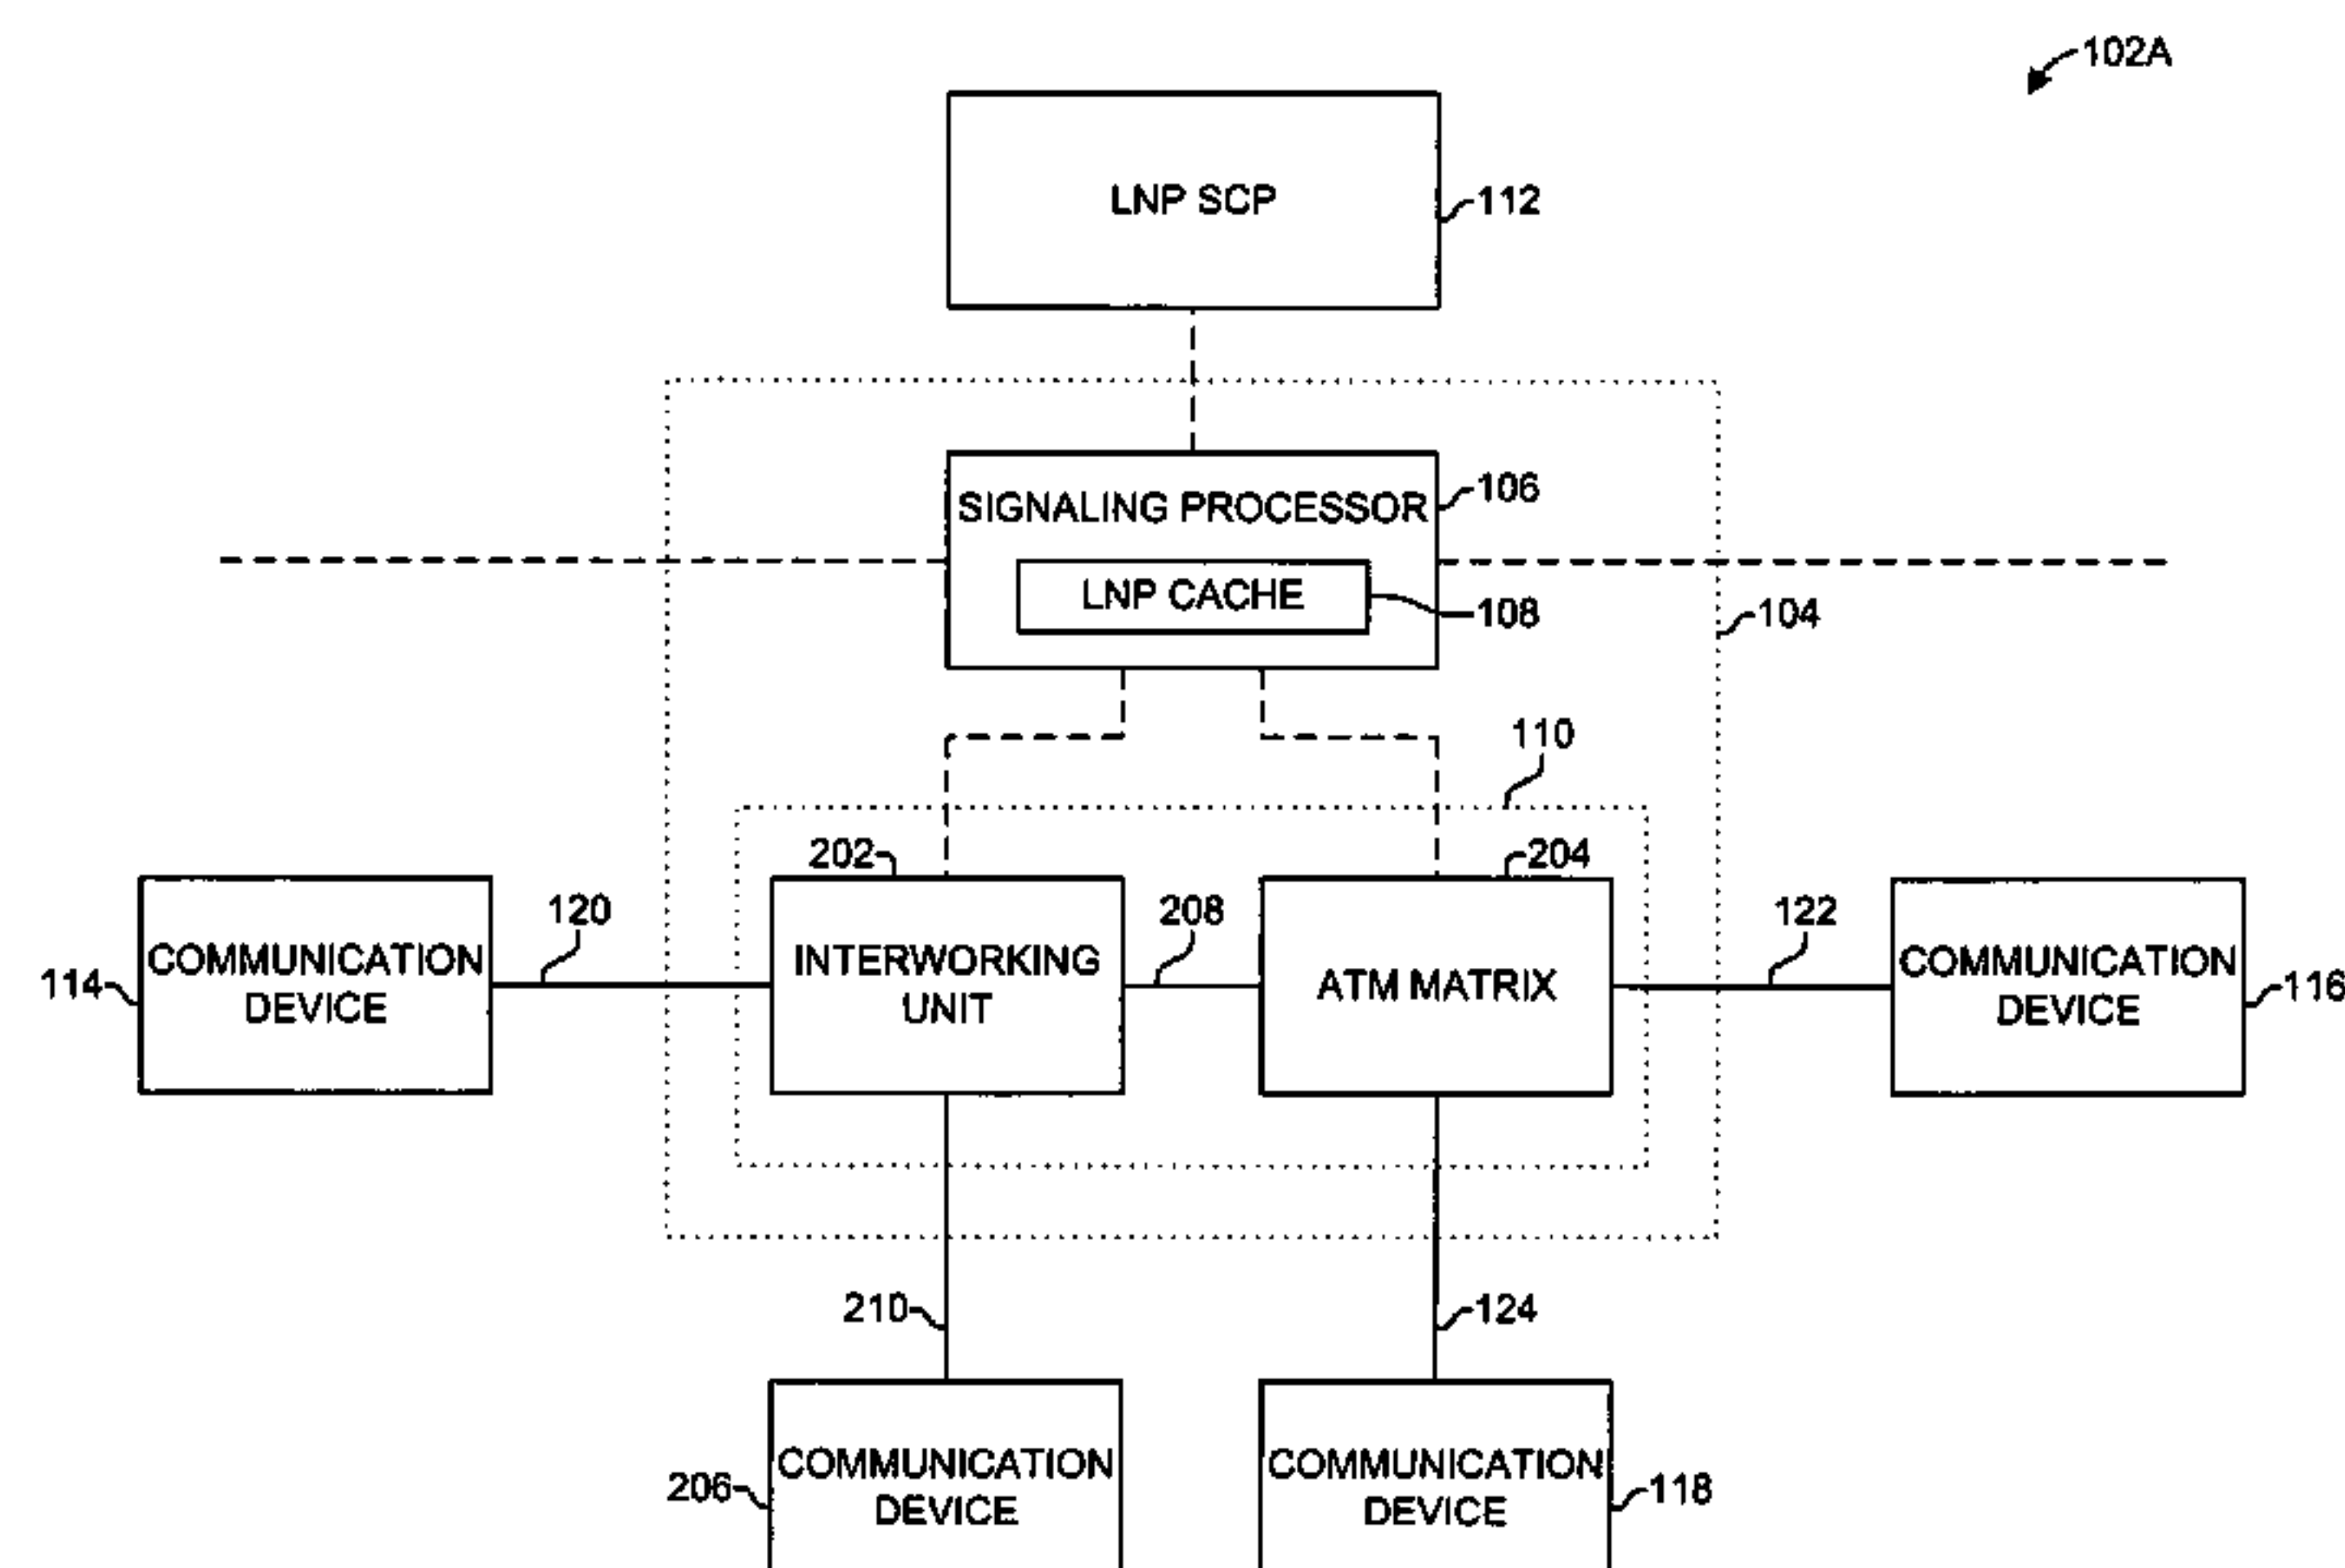 102A
LNP SCP
112
SIGNALING PROCESSOR
106
LNP CACHE
108
104
110
202
204
120
208
122
114
COMMUNICATION
DEVICE
INTERWORKING
UNIT
ATM MATRIX
COMMUNICATION
DEVICE
116
210
124
206
COMMUNICATION
DEVICE
COMMUNICATION
DEVICE
118